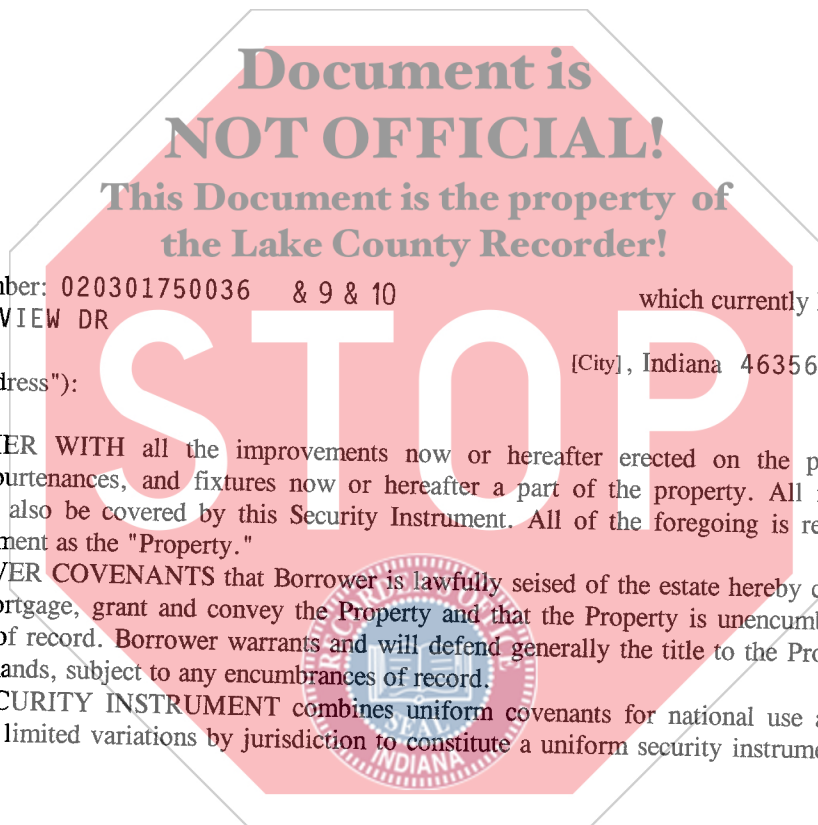 Document is
NOT OFFICIAL!
This Document is the property of
the Lake County Recorder!
nber: 020301750036 & 9 & 10 which currently
VIEW DR
[City], Indiana 46356
dress"):
STOP
ER WITH all the improvements now or hereafter erected on the p
purtenances, and fixtures now or hereafter a part of the property. All
also be covered by this Security Instrument. All of the foregoing is re
ment as the "Property."
VER COVENANTS that Borrower is lawfully seised of the estate hereby c
ortgage, grant and convey the Property and that the Property is unencumb
of record. Borrower warrants and will defend generally the title to the Pro
ands, subject to any encumbrances of record.
CURITY INSTRUMENT combines uniform covenants for national use a
limited variations by jurisdiction to constitute a uniform security instrume
SEAL
INDIANA